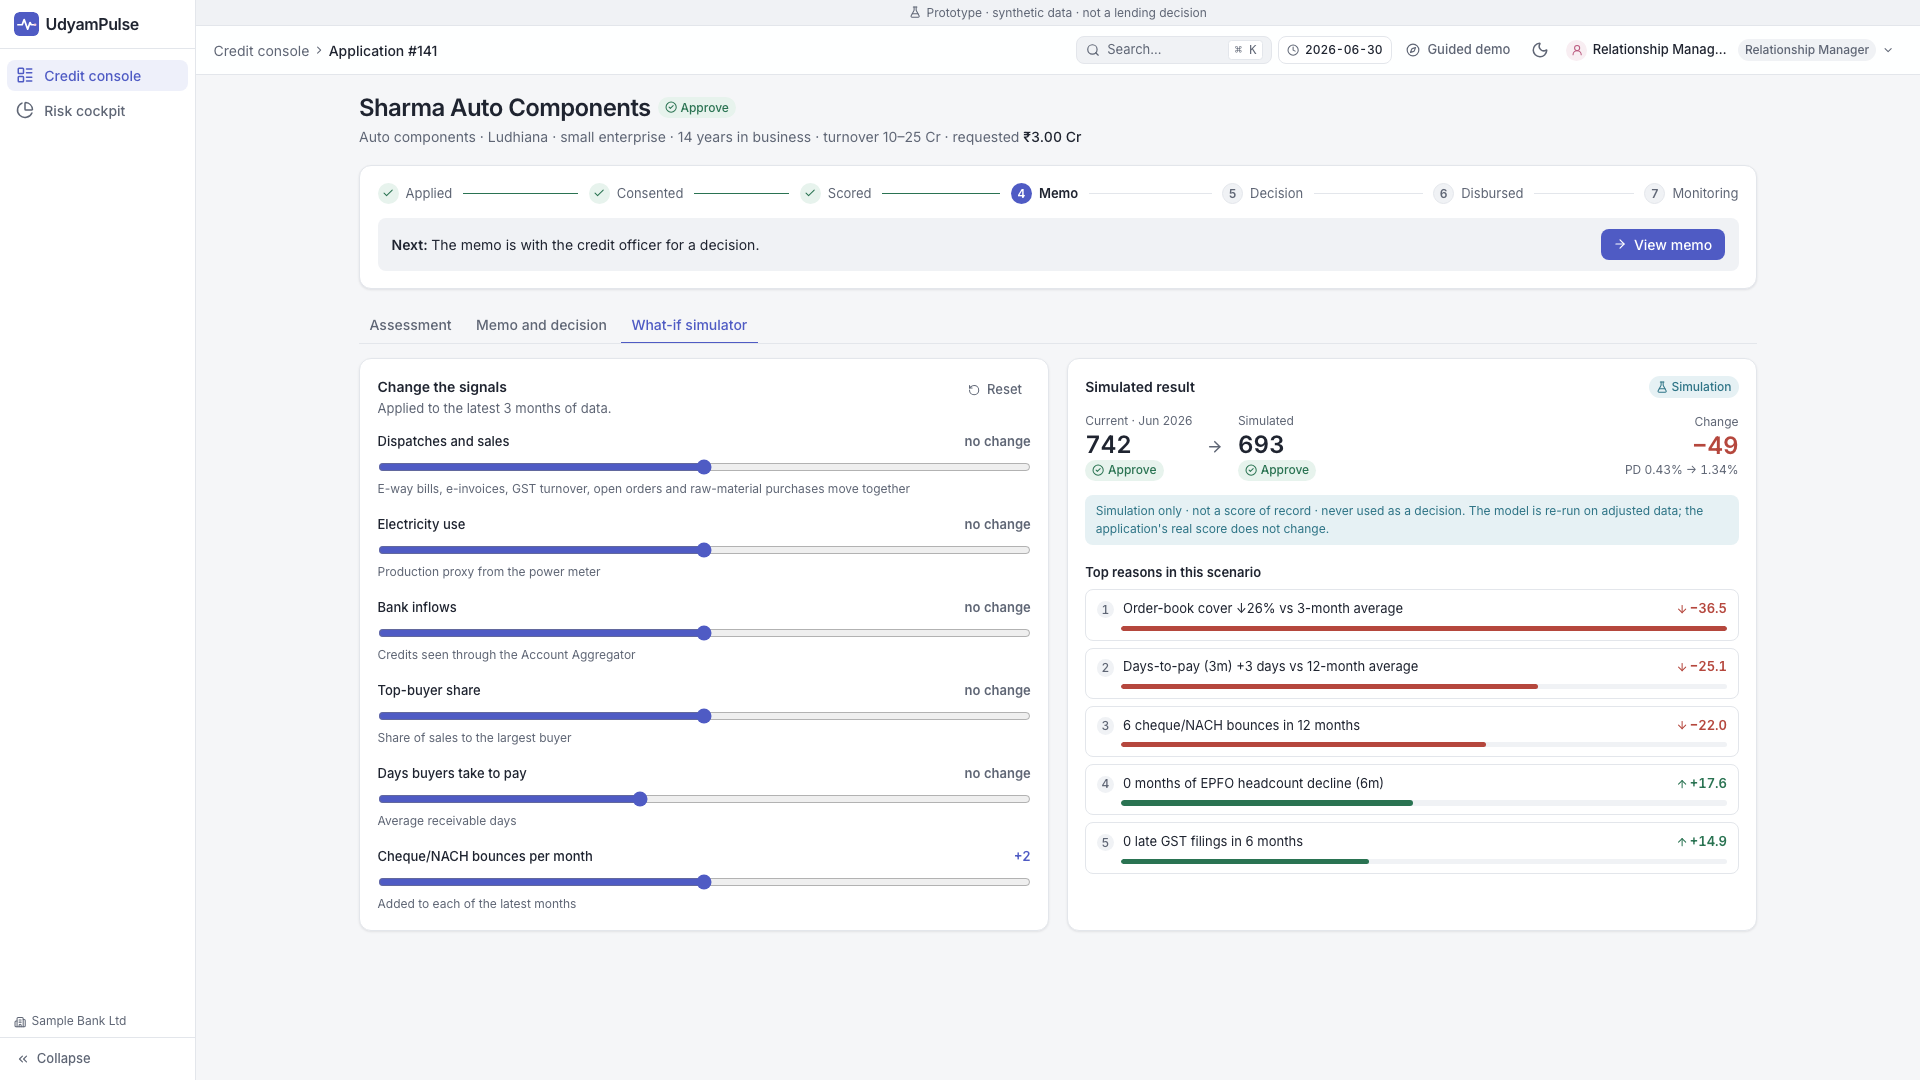 UdyamPulse
Credit console
Risk cockpit
Sample Bank Ltd
Collapse
Prototype · synthetic data · not a lending decision
Credit console > Application #141
Search... ⌘ K
2026-06-30
Guided demo
Relationship Manag... Relationship Manager
Sharma Auto Components Approve
Auto components · Ludhiana · small enterprise · 14 years in business · turnover 10–25 Cr · requested ₹3.00 Cr
Applied Consented Scored 4 Memo 5 Decision 6 Disbursed 7 Monitoring
Next: The memo is with the credit officer for a decision. → View memo
Assessment Memo and decision What-if simulator
Change the signals Reset
Applied to the latest 3 months of data.
Dispatches and sales no change
E-way bills, e-invoices, GST turnover, open orders and raw-material purchases move together
Electricity use no change
Production proxy from the power meter
Bank inflows no change
Credits seen through the Account Aggregator
Top-buyer share no change
Share of sales to the largest buyer
Days buyers take to pay no change
Average receivable days
Cheque/NACH bounces per month +2
Added to each of the latest months
Simulated result Simulation
Current · Jun 2026 Simulated Change
742 → 693 −49
Approve Approve PD 0.43% → 1.34%
Simulation only · not a score of record · never used as a decision. The model is re-run on adjusted data; the
application's real score does not change.
Top reasons in this scenario
1 Order-book cover ↓26% vs 3-month average ↓ −36.5
2 Days-to-pay (3m) +3 days vs 12-month average ↓ −25.1
3 6 cheque/NACH bounces in 12 months ↓ −22.0
4 0 months of EPFO headcount decline (6m) ↑ +17.6
5 0 late GST filings in 6 months ↑ +14.9